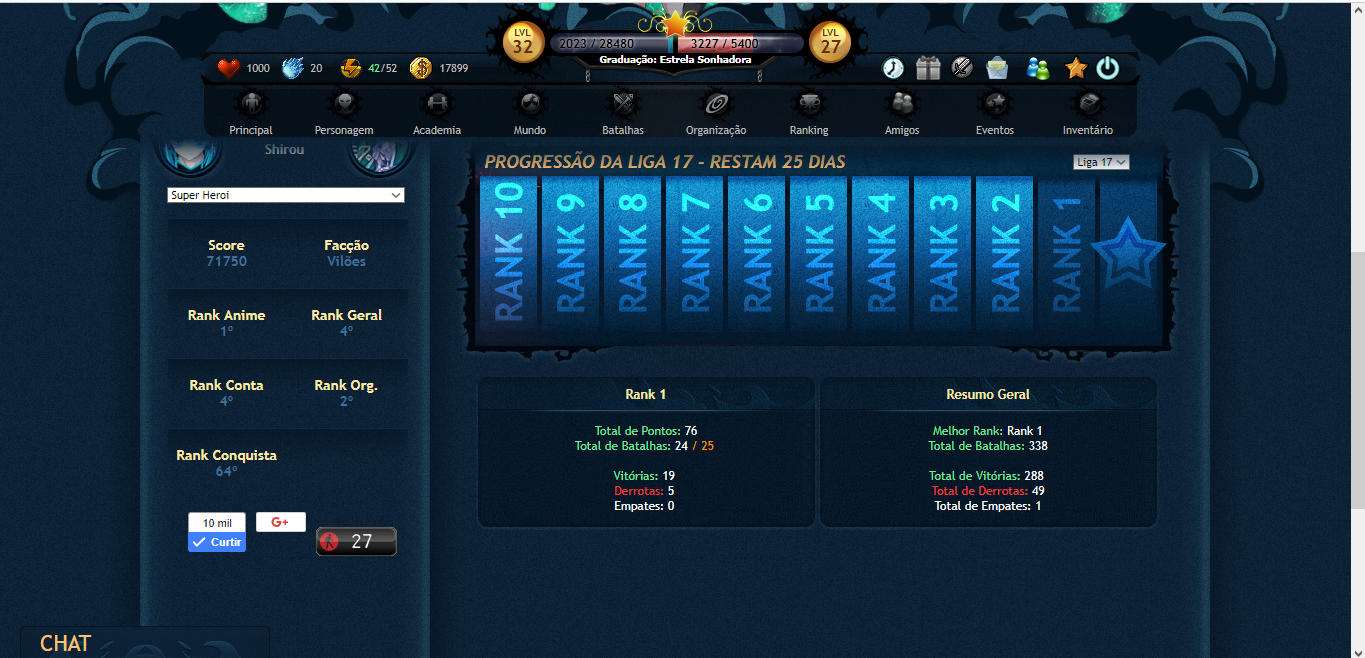 LVL
32
2023 / 28480
3227 / 5400
LVL
27
Graduação: Estrela Sonhadora
1000
20
42/52
17899
Principal
Personagem
Academia
Mundo
Batalhas
Organização
Ranking
Amigos
Eventos
Inventário
Shirou
Super Heroi
Score
71750
Facção
Vilões
Rank Anime
1º
Rank Geral
4º
Rank Conta
4º
Rank Org.
2º
Rank Conquista
64º
10 mil
Curtir
G+
27
CHAT
PROGRESSÃO DA LIGA 17 - RESTAM 25 DIAS
Liga 17
RANK 10
RANK 9
RANK 8
RANK 7
RANK 6
RANK 5
RANK 4
RANK 3
RANK 2
RANK 1
Rank 1
Total de Pontos: 76
Total de Batalhas: 24 / 25
Vitórias: 19
Derrotas: 5
Empates: 0
Resumo Geral
Melhor Rank: Rank 1
Total de Batalhas: 338
Total de Vitórias: 288
Total de Derrotas: 49
Total de Empates: 1